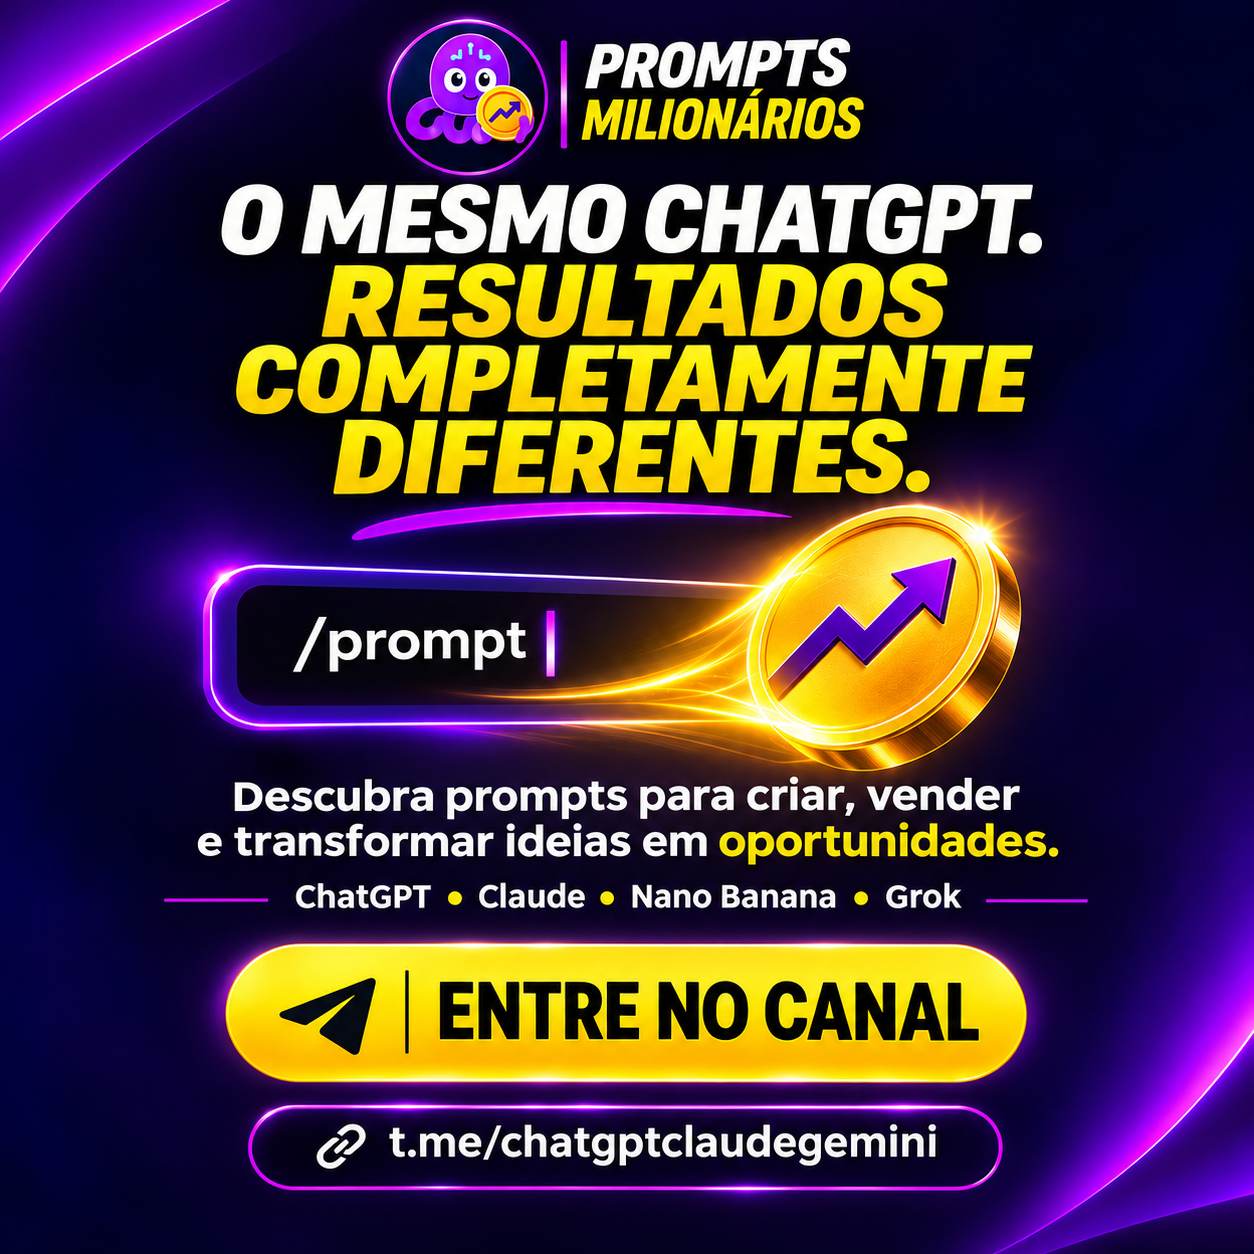 PROMPTS
MILIONÁRIOS
O MESMO CHATGPT.
RESULTADOS
COMPLETAMENTE
DIFERENTES.
/prompt
Descubra prompts para criar, vender
e transformar ideias em oportunidades.
ChatGPT • Claude • Nano Banana • Grok
ENTRE NO CANAL
t.me/chatgptclaudegemini